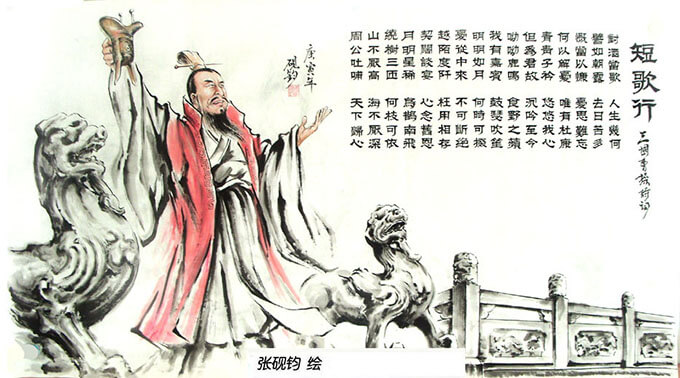 短歌行
三國曹操詩詞
對酒當歌 人生幾何
譬如朝露 去日苦多
慨當以慷 憂思難忘
何以解憂 唯有杜康
青青子衿 悠悠我心
但爲君故 沉吟至今
呦呦鹿鳴 食野之蘋
我有嘉賓 鼓瑟吹笙
明明如月 何時可掇
憂從中來 不可斷絕
越陌度阡 枉用相存
契闊談宴 心念舊恩
月明星稀 烏鵲南飛
繞樹三匝 何枝可依
山不厭高 海不厭深
周公吐哺 天下歸心
庚寅年
硯鈞
张砚钧 绘